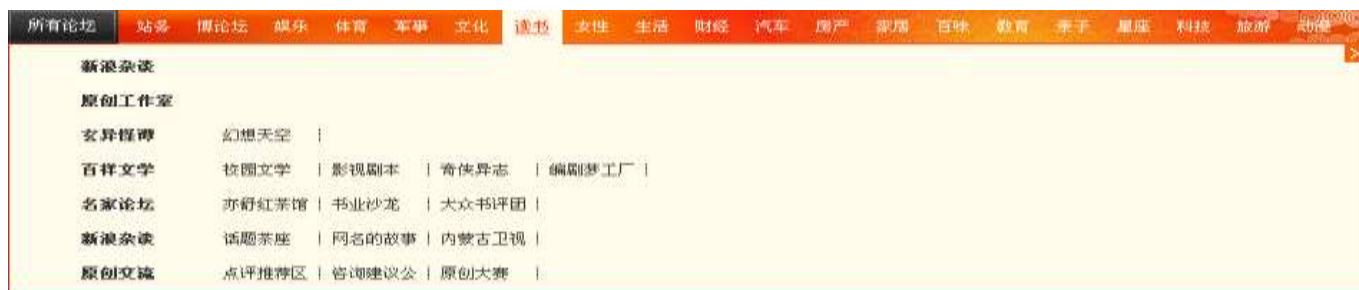 所有论坛 站务 博论坛 娱乐 体育 军事 文化 读书 女性 生活 财经 汽车 房产 家居 百味 教育 亲子 星座 科技 旅游 动漫
新浪杂谈
原创工作室
玄异怪谭 幻想天空 |
百样文学 校园文学 | 影视剧本 | 奇侠异志 | 编剧梦工厂 |
名家论坛 亦舒红茶馆 | 书业沙龙 | 大众书评团 |
新浪杂谈 话题茶座 | 网名的故事 | 内蒙古卫视 |
原创交流 点评推荐区 | 咨询建议公 | 原创大赛 |